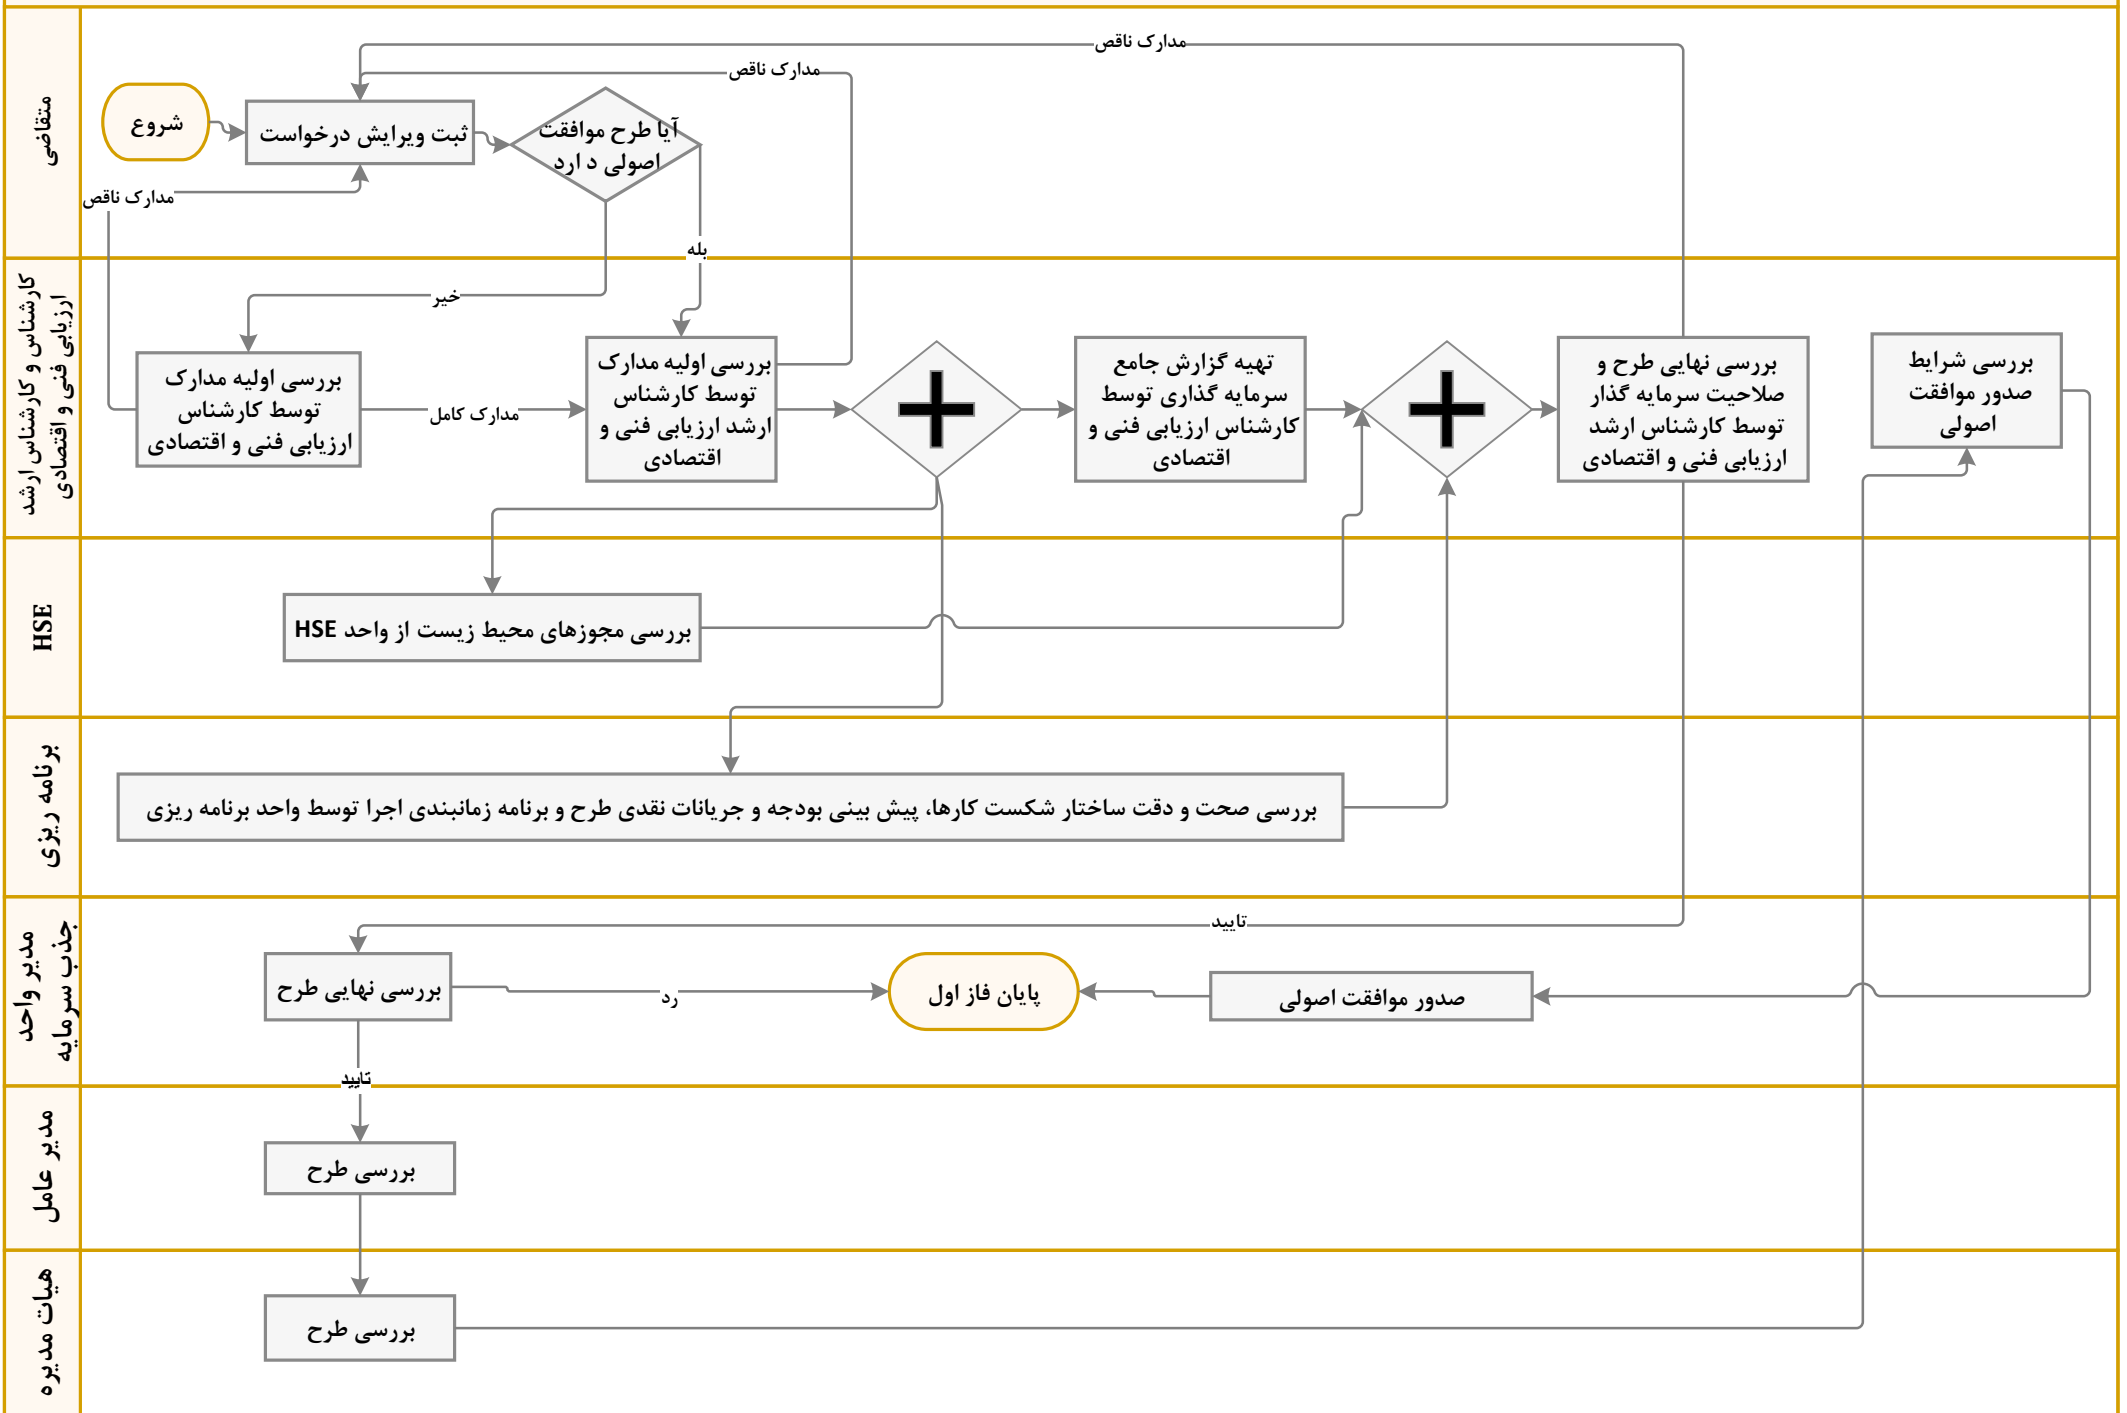 متقاضی
مدارک ناقص
مدارک ناقص
شروع
ثبت ویرایش درخواست
آیا طرح موافقت
اصولی د ارد
مدارک ناقص
بله
کارشناس و کارشناس ارشد
ارزیابی فنی و اقتصادی
خیر
بررسی اولیه مدارک
توسط کارشناس
ارزیابی فنی و اقتصادی
مدارک کامل
بررسی اولیه مدارک
توسط کارشناس
ارشد ارزیابی فنی و
اقتصادی
تهیه گزارش جامع
سرمایه گذاری توسط
کارشناس ارزیابی فنی و
اقتصادی
بررسی نهایی طرح و
صلاحیت سرمایه گذار
توسط کارشناس ارشد
ارزیابی فنی و اقتصادی
بررسی شرایط
صدور موافقت
اصولی
HSE
بررسی مجوزهای محیط زیست از واحد HSE
برنامه ریزی
بررسی صحت و دقت ساختار شکست کارها، پیش بینی بودجه و جریانات نقدی طرح و برنامه زمانبندی اجرا توسط واحد برنامه ریزی
مدیر واحد
جذب سرمایه
تایید
بررسی نهایی طرح
رد
پایان فاز اول
صدور موافقت اصولی
تایید
مدیر عامل
بررسی طرح
هیات مدیره
بررسی طرح